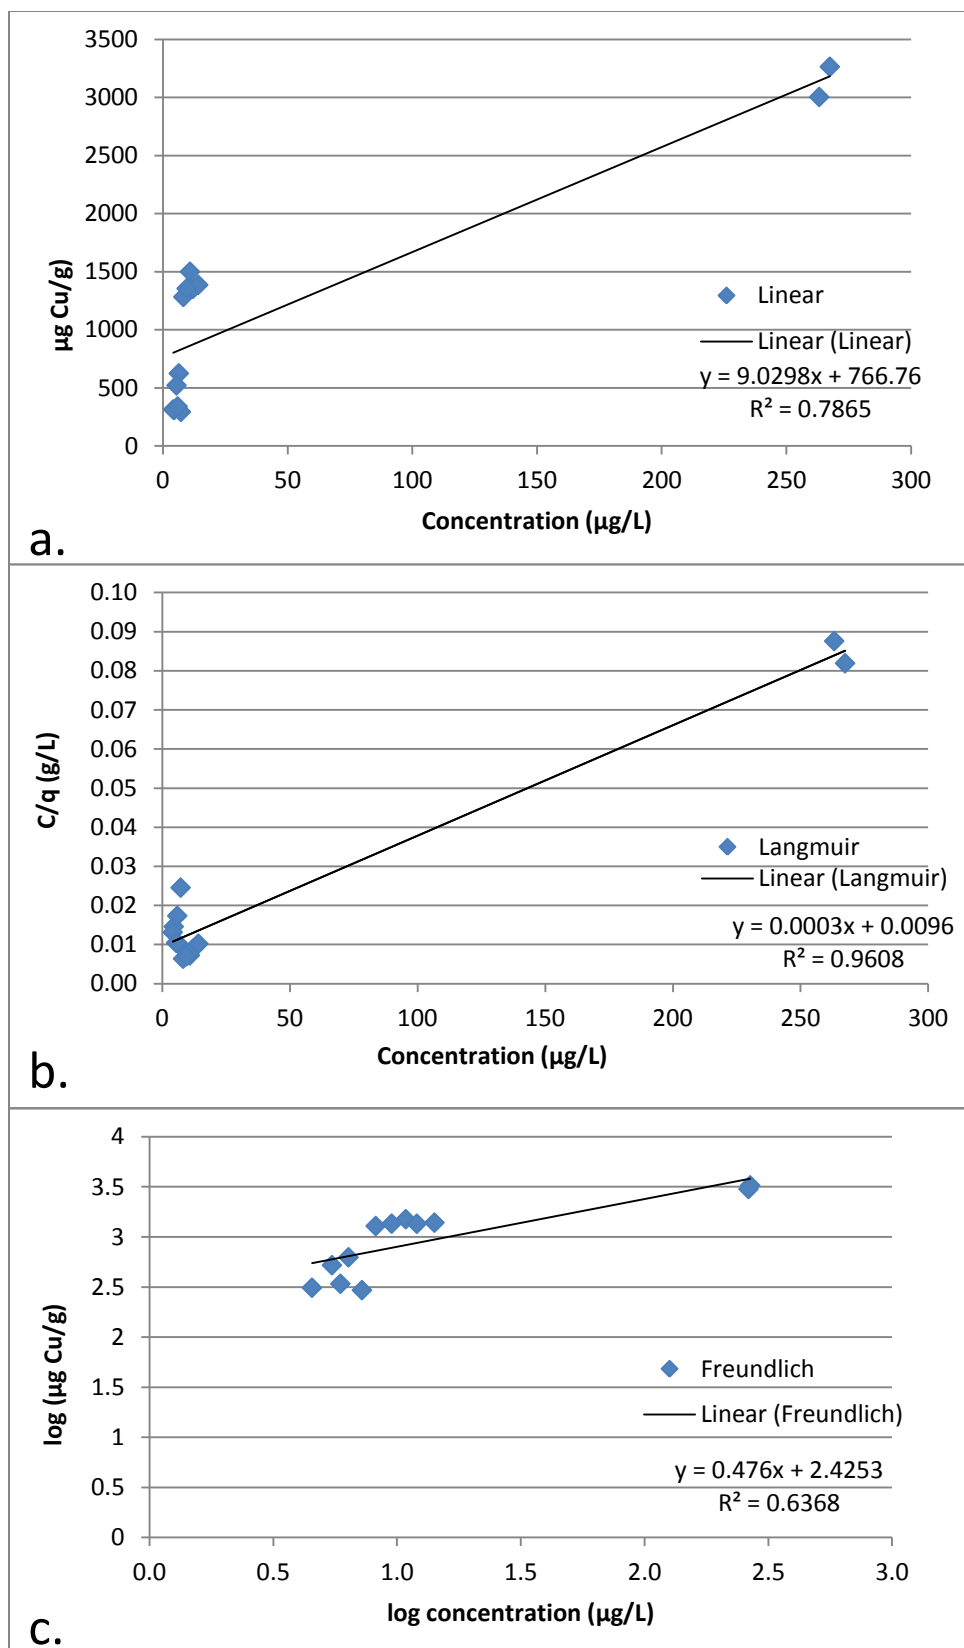 3500
3000
2500
2000
1500
1000
500
0
µg Cu/g)
0 50 100 150 200 250 300
Concentration (µg/L)
Linear
Linear (Linear)
y = 9.0298x + 766.76
R² = 0.7865
a.
0.10
0.09
0.08
0.07
0.06
0.05
0.04
0.03
0.02
0.01
0.00
C/q (g/L)
0 50 100 150 200 250 300
Concentration (µg/L)
Langmuir
Linear (Langmuir)
y = 0.0003x + 0.0096
R² = 0.9608
b.
4
3.5
3
2.5
2
1.5
1
0.5
0
log (µg Cu/g)
0.0 0.5 1.0 1.5 2.0 2.5 3.0
log concentration (µg/L)
Freundlich
Linear (Freundlich)
y = 0.476x + 2.4253
R² = 0.6368
c.